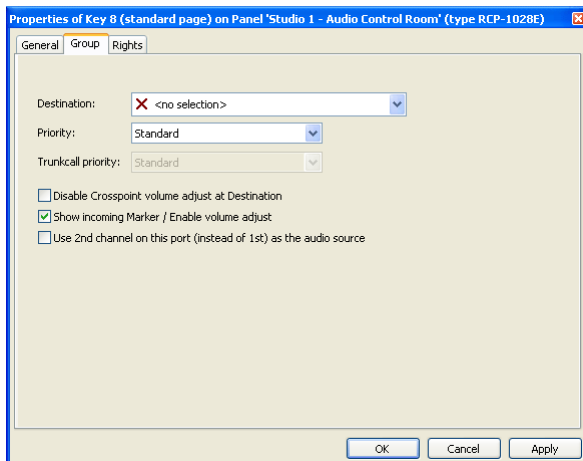 Properties of Key 8 (standard page) on Panel 'Studio 1 - Audio Control Room' (type RCP-1028E)
General Group Rights
Destination: <no selection>
Priority: Standard
Trunkcall priority: Standard
Disable Crosspoint volume adjust at Destination
Show incoming Marker / Enable volume adjust
Use 2nd channel on this port (instead of 1st) as the audio source
OK Cancel Apply